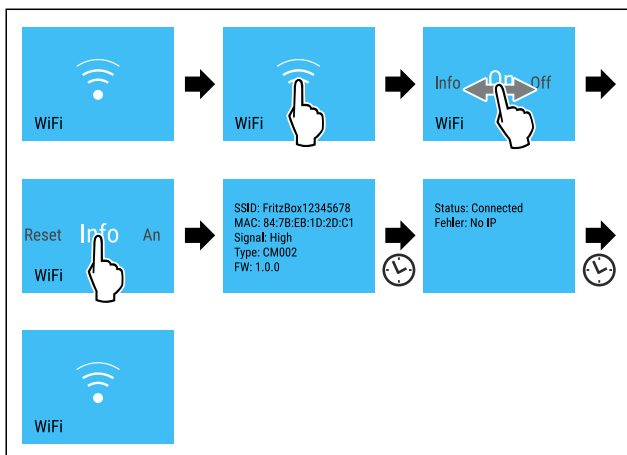 WiFi
WiFi
Info On Off
WiFi
Reset Info An
WiFi
SSID: FritzBox12345678
MAC: 84:7B:EB:1D:2D:C1
Signal: High
Type: CM002
FW: 1.0.0
Status: Connected
Fehler: No IP
WiFi